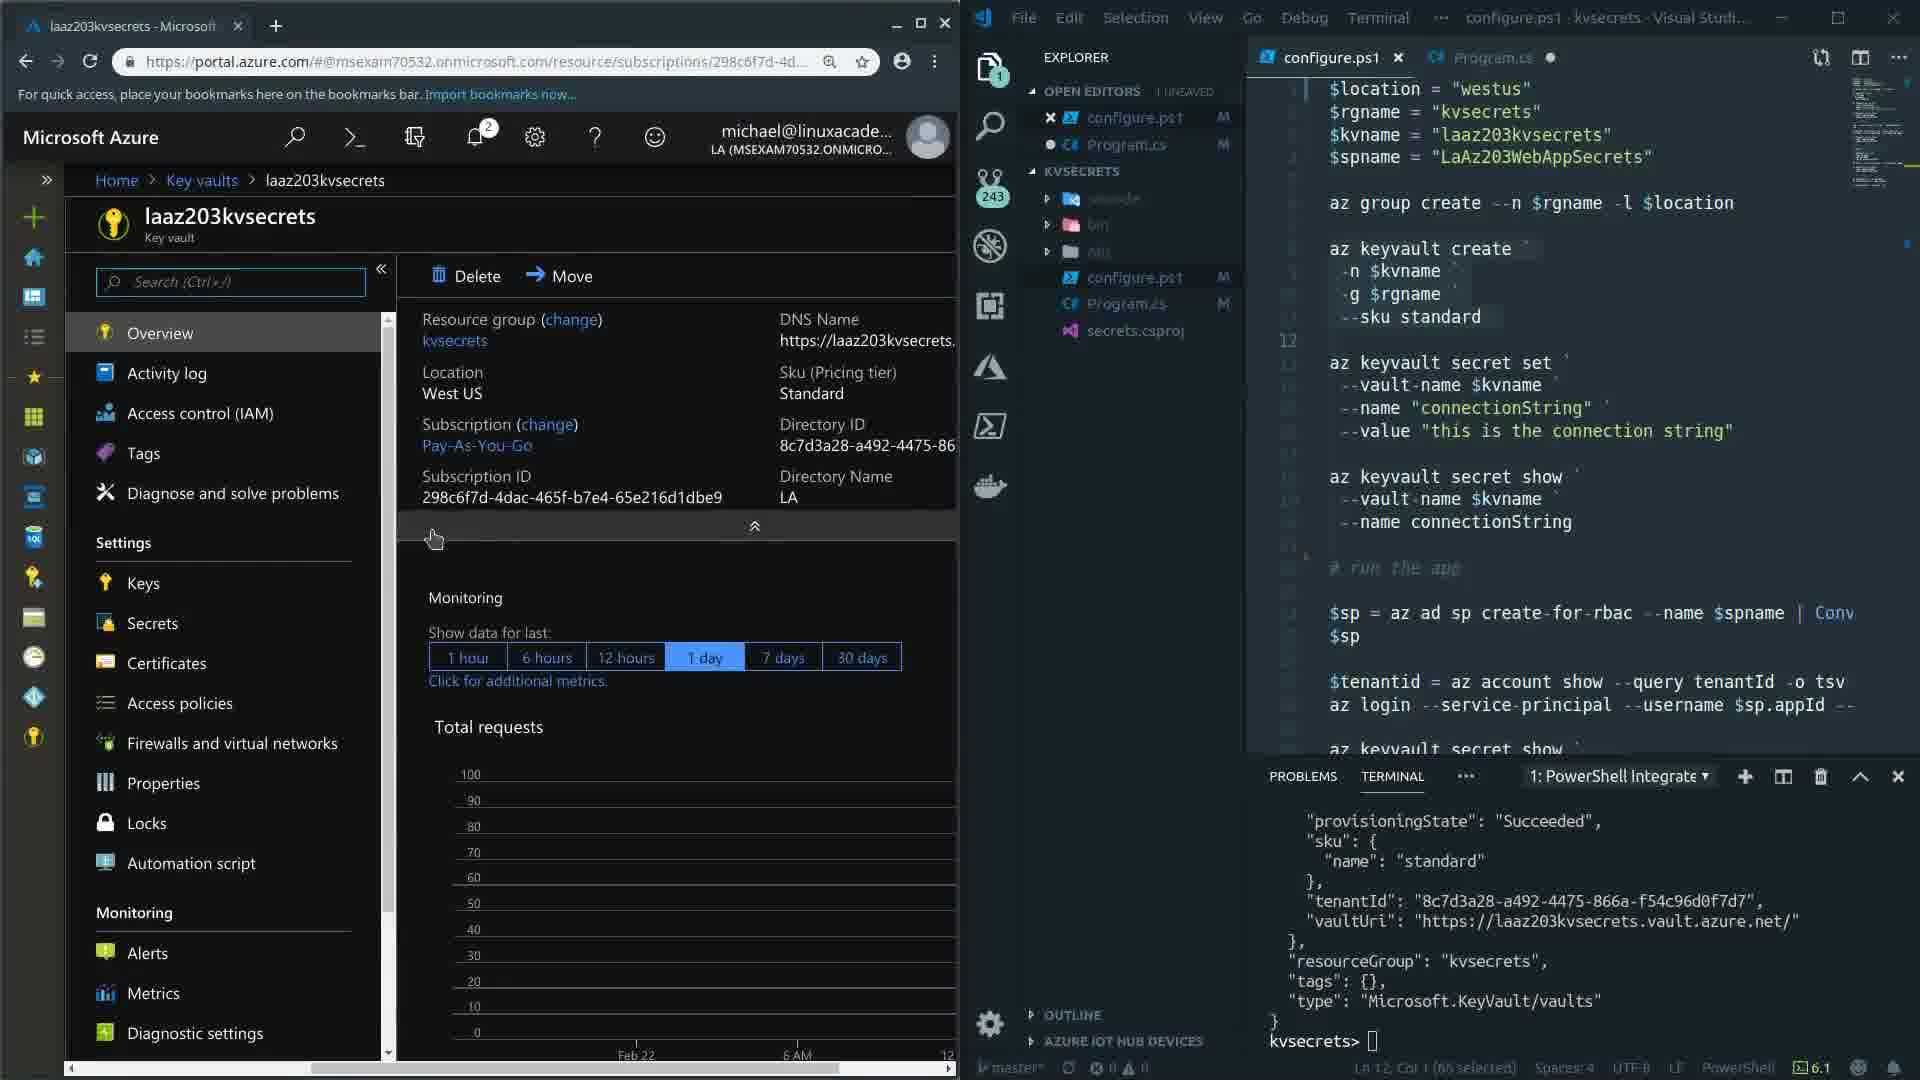 laaz203kvsecrets - Microsoft
https://portal.azure.com/#@msexam70532.onmicrosoft.com/resource/subscriptions/298c6f7d-4d...
For quick access, place your bookmarks here on the bookmarks bar. Import bookmarks now...
Microsoft Azure
2
michael@linuxacade...
LA (MSEXAM70532.ONMICRO...
Home > Key vaults > laaz203kvsecrets
laaz203kvsecrets
Key vault
Search (Ctrl+/)
Overview
Activity log
Access control (IAM)
Tags
Diagnose and solve problems
Settings
Keys
Secrets
Certificates
Access policies
Firewalls and virtual networks
Properties
Locks
Automation script
Monitoring
Alerts
Metrics
Diagnostic settings
Delete
Move
Resource group (change)
kvsecrets
Location
West US
Subscription (change)
Pay-As-You-Go
Subscription ID
298c6f7d-4dac-465f-b7e4-65e216d1dbe9
DNS Name
https://laaz203kvsecrets.
Sku (Pricing tier)
Standard
Directory ID
8c7d3a28-a492-4475-86
Directory Name
LA
Monitoring
Show data for last:
1 hour 6 hours 12 hours 1 day 7 days 30 days
Click for additional metrics.
Total requests
100
90
80
70
60
50
40
30
20
10
0
Feb 22 6 AM 12
File Edit Selection View Go Debug Terminal ··· configure.ps1 · kvsecrets - Visual Studi...
EXPLORER
OPEN EDITORS 1 UNSAVED
configure.ps1 M
Program.cs M
KVSECRETS
.vscode
bin
obj
configure.ps1 M
Program.cs M
secrets.csproj
OUTLINE
AZURE IOT HUB DEVICES
1
243
configure.ps1
Program.cs
$location = "westus"
$rgname = "kvsecrets"
$kvname = "laaz203kvsecrets"
$spname = "LaAz203WebAppSecrets"
az group create --n $rgname -l $location
az keyvault create `
-n $kvname `
-g $rgname `
--sku standard
12
az keyvault secret set `
--vault-name $kvname `
--name "connectionString" `
--value "this is the connection string"
az keyvault secret show `
--vault-name $kvname `
--name connectionString
# run the app
$sp = az ad sp create-for-rbac --name $spname | Conv
$sp
$tenantid = az account show --query tenantId -o tsv
az login --service-principal --username $sp.appId --
az keyvault secret show `
PROBLEMS TERMINAL ··· 1: PowerShell Integrate
"provisioningState": "Succeeded",
"sku": {
"name": "standard"
},
"tenantId": "8c7d3a28-a492-4475-866a-f54c96d0f7d7",
"vaultUri": "https://laaz203kvsecrets.vault.azure.net/"
},
"resourceGroup": "kvsecrets",
"tags": {},
"type": "Microsoft.KeyVault/vaults"
}
kvsecrets>
master* 0 0 Ln 12, Col 1 (66 selected) Spaces: 4 UTF-8 LF PowerShell 6.1